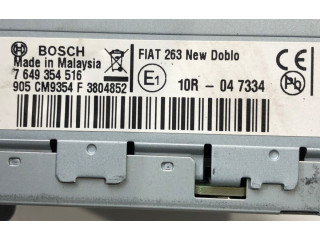 BOSCH
Made in Malaysia
7 649 354 516
905 CM9354 F 3804852
FIAT 263 New Doblo
E1
10R - 04 7334
CE